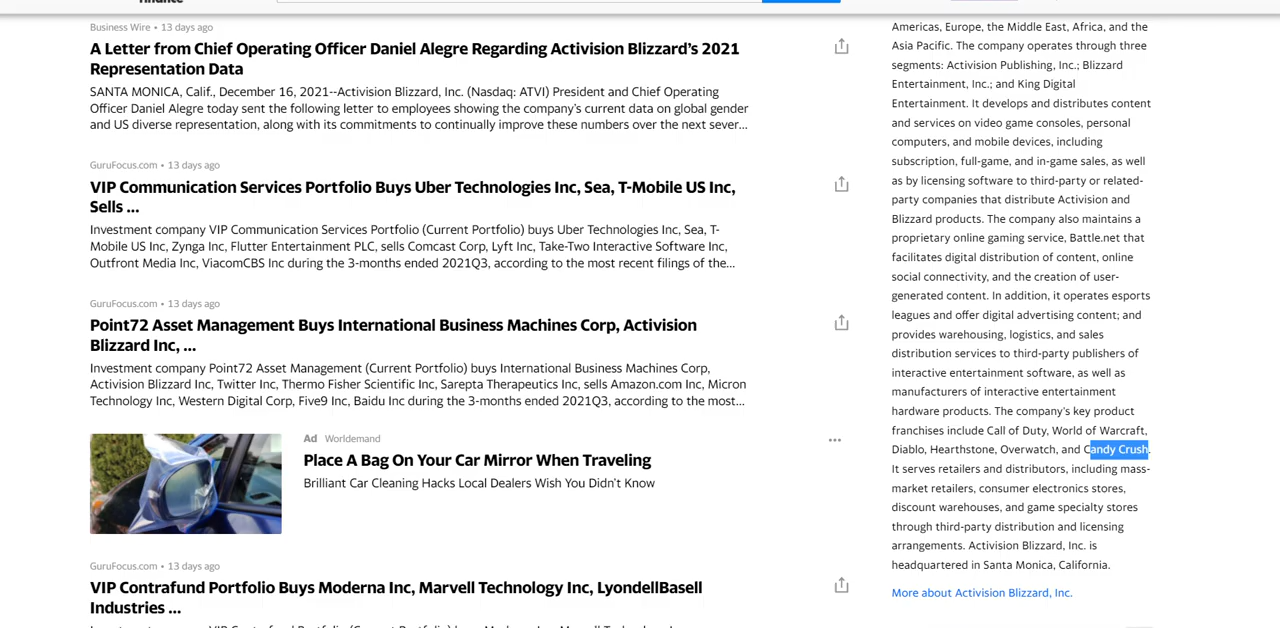 finance
Business Wire • 13 days ago
A Letter from Chief Operating Officer Daniel Alegre Regarding Activision Blizzard's 2021
Representation Data
SANTA MONICA, Calif., December 16, 2021--Activision Blizzard, Inc. (Nasdaq: ATVI) President and Chief Operating
Officer Daniel Alegre today sent the following letter to employees showing the company's current data on global gender
and US diverse representation, along with its commitments to continually improve these numbers over the next sever...
GuruFocus.com • 13 days ago
VIP Communication Services Portfolio Buys Uber Technologies Inc, Sea, T-Mobile US Inc,
Sells ...
Investment company VIP Communication Services Portfolio (Current Portfolio) buys Uber Technologies Inc, Sea, T-
Mobile US Inc, Zynga Inc, Flutter Entertainment PLC, sells Comcast Corp, Lyft Inc, Take-Two Interactive Software Inc,
Outfront Media Inc, ViacomCBS Inc during the 3-months ended 2021Q3, according to the most recent filings of the...
GuruFocus.com • 13 days ago
Point72 Asset Management Buys International Business Machines Corp, Activision
Blizzard Inc, ...
Investment company Point72 Asset Management (Current Portfolio) buys International Business Machines Corp,
Activision Blizzard Inc, Twitter Inc, Thermo Fisher Scientific Inc, Sarepta Therapeutics Inc, sells Amazon.com Inc, Micron
Technology Inc, Western Digital Corp, Five9 Inc, Baidu Inc during the 3-months ended 2021Q3, according to the most...
Ad Worldemand
Place A Bag On Your Car Mirror When Traveling
Brilliant Car Cleaning Hacks Local Dealers Wish You Didn't Know
GuruFocus.com • 13 days ago
VIP Contrafund Portfolio Buys Moderna Inc, Marvell Technology Inc, LyondellBasell
Industries ...
Americas, Europe, the Middle East, Africa, and the
Asia Pacific. The company operates through three
segments: Activision Publishing, Inc.; Blizzard
Entertainment, Inc.; and King Digital
Entertainment. It develops and distributes content
and services on video game consoles, personal
computers, and mobile devices, including
subscription, full-game, and in-game sales, as well
as by licensing software to third-party or related-
party companies that distribute Activision and
Blizzard products. The company also maintains a
proprietary online gaming service, Battle.net that
facilitates digital distribution of content, online
social connectivity, and the creation of user-
generated content. In addition, it operates esports
leagues and offer digital advertising content; and
provides warehousing, logistics, and sales
distribution services to third-party publishers of
interactive entertainment software, as well as
manufacturers of interactive entertainment
hardware products. The company's key product
franchises include Call of Duty, World of Warcraft,
Diablo, Hearthstone, Overwatch, and Candy Crush.
It serves retailers and distributors, including mass-
market retailers, consumer electronics stores,
discount warehouses, and game specialty stores
through third-party distribution and licensing
arrangements. Activision Blizzard, Inc. is
headquartered in Santa Monica, California.
More about Activision Blizzard, Inc.